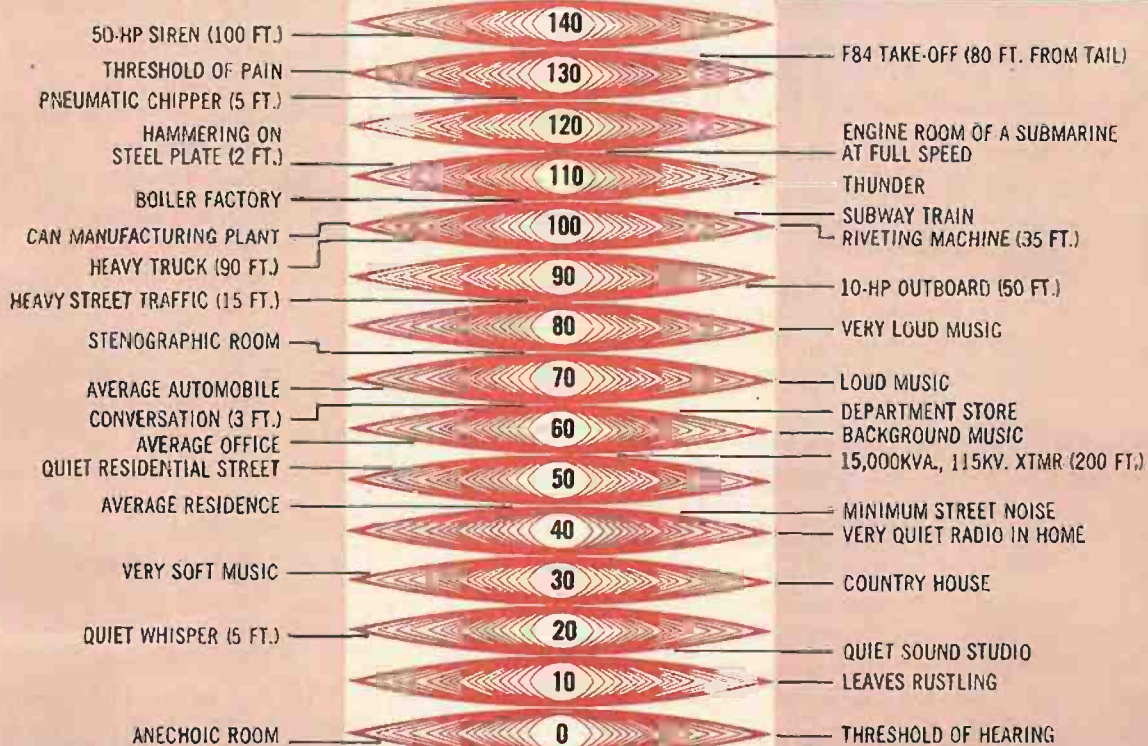 50-HP SIREN (100 FT.)
THRESHOLD OF PAIN
PNEUMATIC CHIPPER (5 FT.)
HAMMERING ON
STEEL PLATE (2 FT.)
BOILER FACTORY
CAN MANUFACTURING PLANT
HEAVY TRUCK (90 FT.)
HEAVY STREET TRAFFIC (15 FT.)
STENOGRAPHIC ROOM
AVERAGE AUTOMOBILE
CONVERSATION (3 FT.)
AVERAGE OFFICE
QUIET RESIDENTIAL STREET
AVERAGE RESIDENCE
VERY SOFT MUSIC
QUIET WHISPER (5 FT.)
ANECHOIC ROOM
140
130
120
110
100
90
80
70
60
50
40
30
20
10
0
F84 TAKE-OFF (80 FT. FROM TAIL)
ENGINE ROOM OF A SUBMARINE
AT FULL SPEED
THUNDER
SUBWAY TRAIN
RIVETING MACHINE (35 FT.)
10-HP OUTBOARD (50 FT.)
VERY LOUD MUSIC
LOUD MUSIC
DEPARTMENT STORE
BACKGROUND MUSIC
15,000KVA., 115KV. XTMR (200 FT.)
MINIMUM STREET NOISE
VERY QUIET RADIO IN HOME
COUNTRY HOUSE
QUIET SOUND STUDIO
LEAVES RUSTLING
THRESHOLD OF HEARING